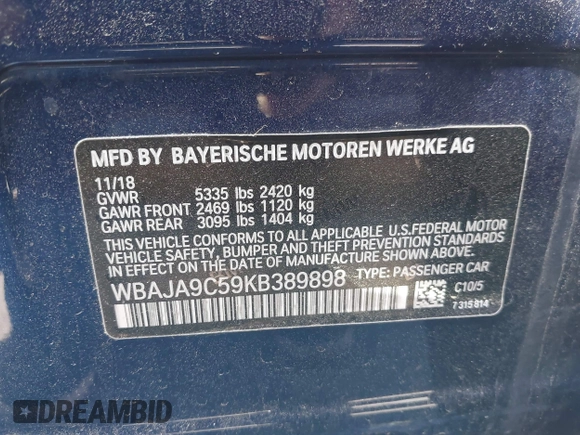 MFD BY BAYERISCHE MOTOREN WERKE AG
11/18
GVWR 5335 lbs 2420 kg
GAWR FRONT 2469 lbs 1120 kg
GAWR REAR 3095 lbs 1404 kg
THIS VEHICLE CONFORMS TO ALL APPLICABLE U.S.FEDERAL MOTOR
VEHICLE SAFETY, BUMPER, AND THEFT PREVENTION STANDARDS
IN EFFECT ON THE DATE OF MANUFACTURE SHOWN ABOVE.
WBAJA9C59KB389898 TYPE: PASSENGER CAR
C10/5
7315814
DREAMBID